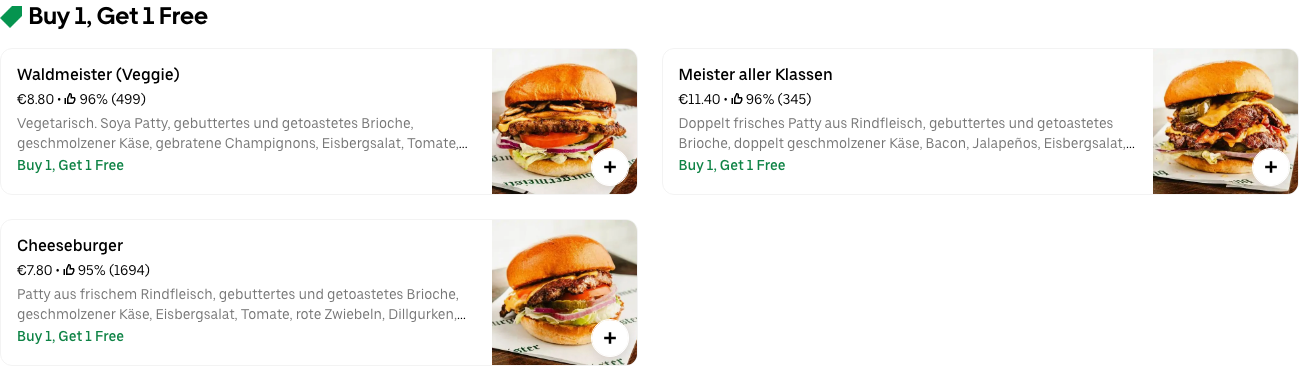 Buy 1, Get 1 Free
Waldmeister (Veggie)
€8.80 • 96% (499)
Vegetarisch. Soya Patty, gebuttertes und getoastetes Brioche,
geschmolzener Käse, gebratene Champignons, Eisbergsalat, Tomate,...
Buy 1, Get 1 Free
Meister aller Klassen
€11.40 • 96% (345)
Doppelt frisches Patty aus Rindfleisch, gebuttertes und getoastetes
Brioche, doppelt geschmolzener Käse, Bacon, Jalapeños, Eisbergsalat,...
Buy 1, Get 1 Free
Cheeseburger
€7.80 • 95% (1694)
Patty aus frischem Rindfleisch, gebuttertes und getoastetes Brioche,
geschmolzener Käse, Eisbergsalat, Tomate, rote Zwiebeln, Dillgurken,...
Buy 1, Get 1 Free